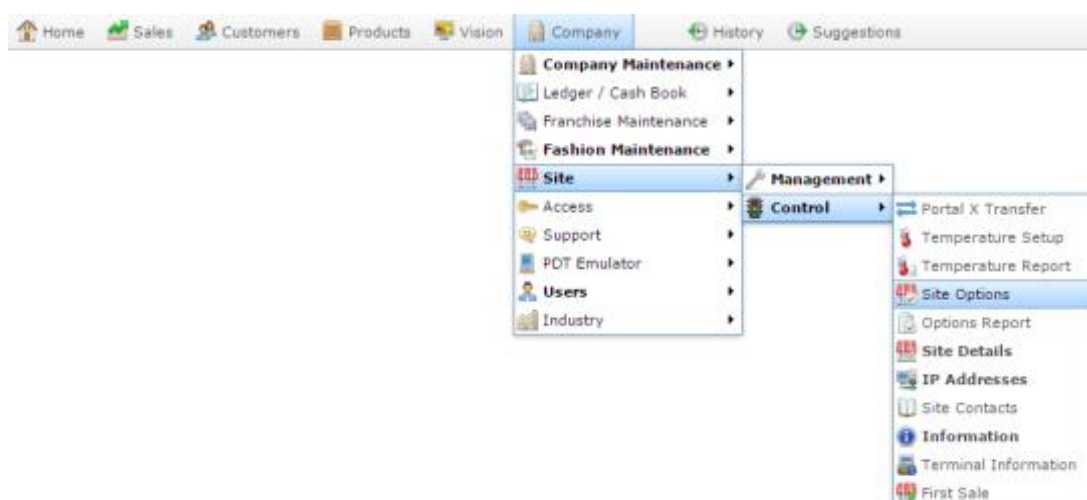 Home Sales Customers Products Vision Company History Suggestions
Company Maintenance
Ledger / Cash Book
Franchise Maintenance
Fashion Maintenance
Site
Management
Access
Control
Portal X Transfer
Support
Temperature Setup
PDT Emulator
Temperature Report
Users
Site Options
Industry
Options Report
Site Details
IP Addresses
Site Contacts
Information
Terminal Information
First Sale